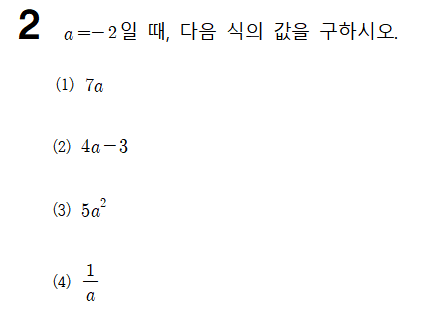 2 a=-2일 때, 다음 식의 값을 구하시오.
(1) 7a
(2) 4a-3
(3) 5a²
(4) 1/a